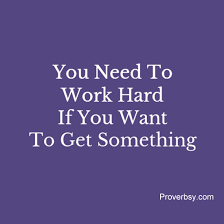 You Need To
Work Hard
If You Want
To Get Something
Proverbsy.com